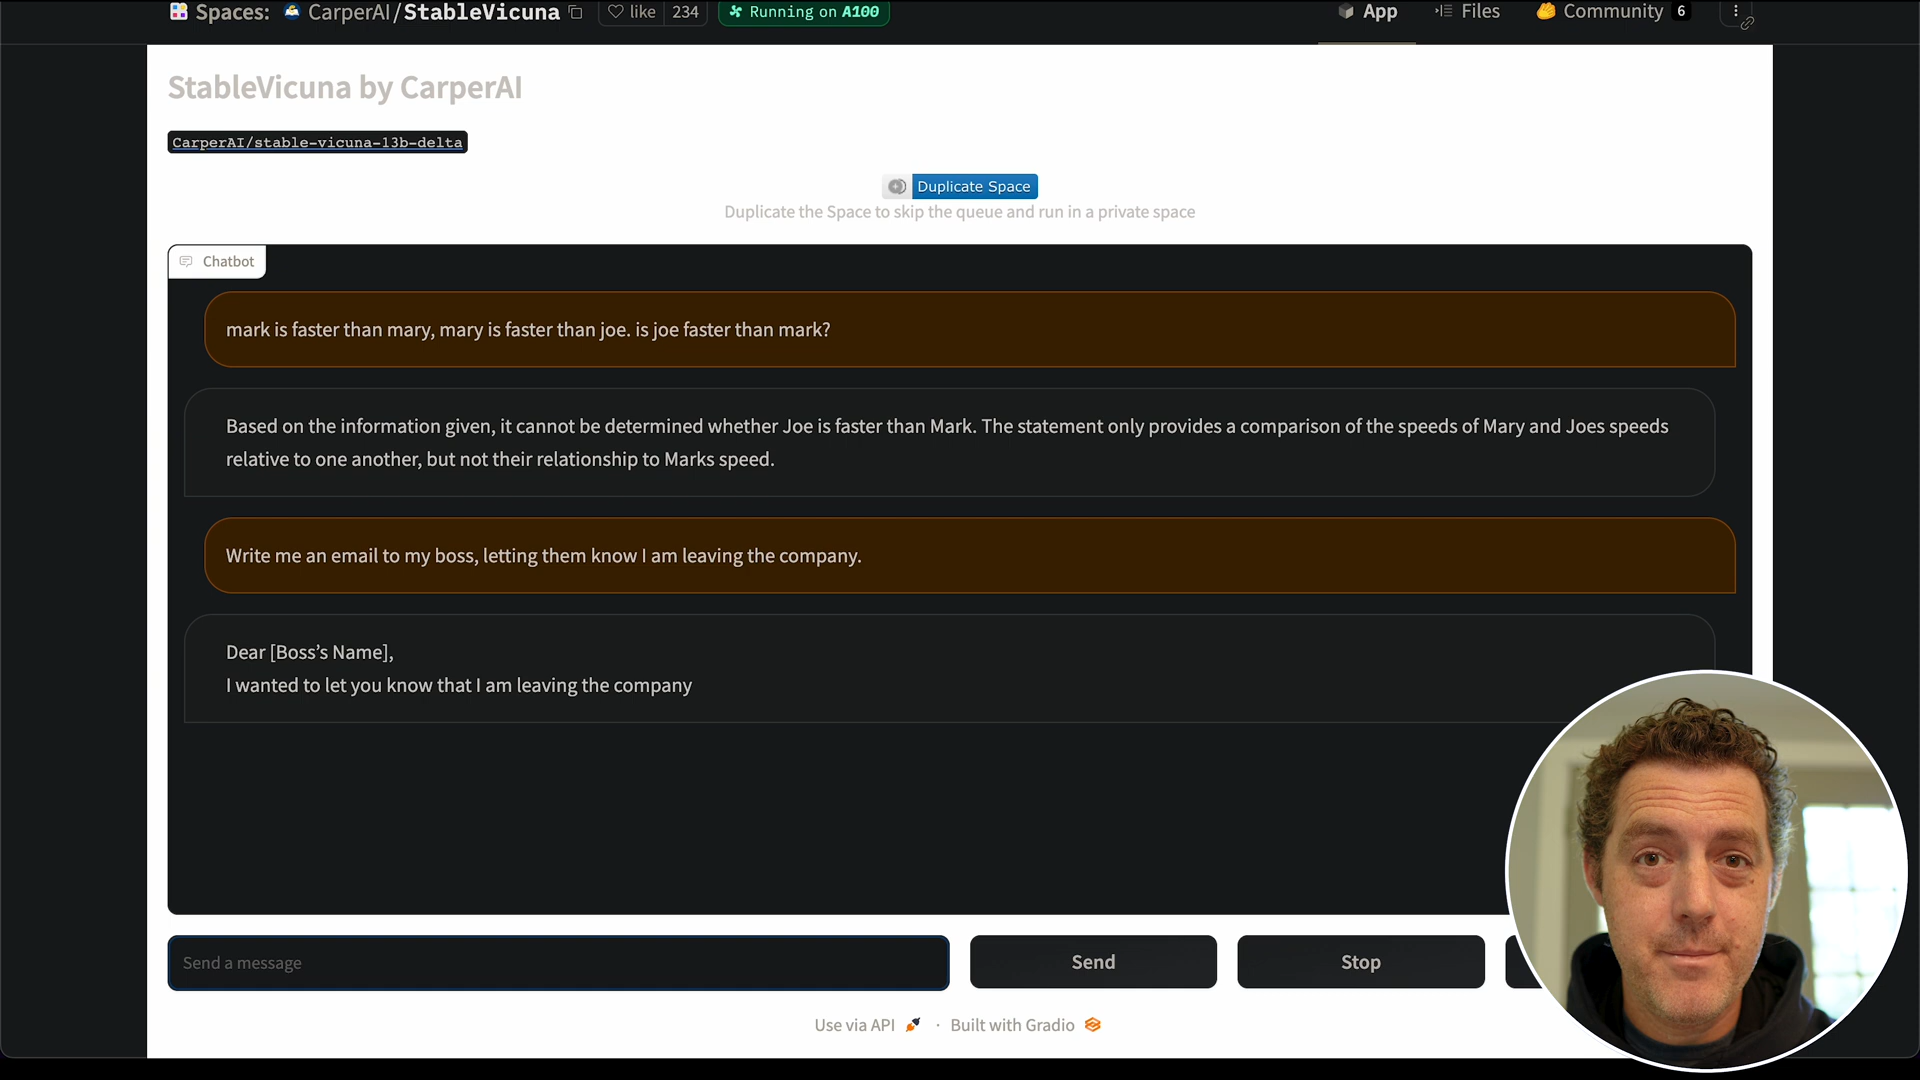 Spaces: CarperAI/StableVicuna like 234 Running on A100 App Files Community 6
StableVicuna by CarperAI
CarperAI/stable-vicuna-13b-delta
Duplicate Space
Duplicate the Space to skip the queue and run in a private space
Chatbot
mark is faster than mary, mary is faster than joe. is joe faster than mark?
Based on the information given, it cannot be determined whether Joe is faster than Mark. The statement only provides a comparison of the speeds of Mary and Joes speeds
relative to one another, but not their relationship to Marks speed.
Write me an email to my boss, letting them know I am leaving the company.
Dear [Boss’s Name],
I wanted to let you know that I am leaving the company
Send a message Send Stop
Use via API · Built with Gradio